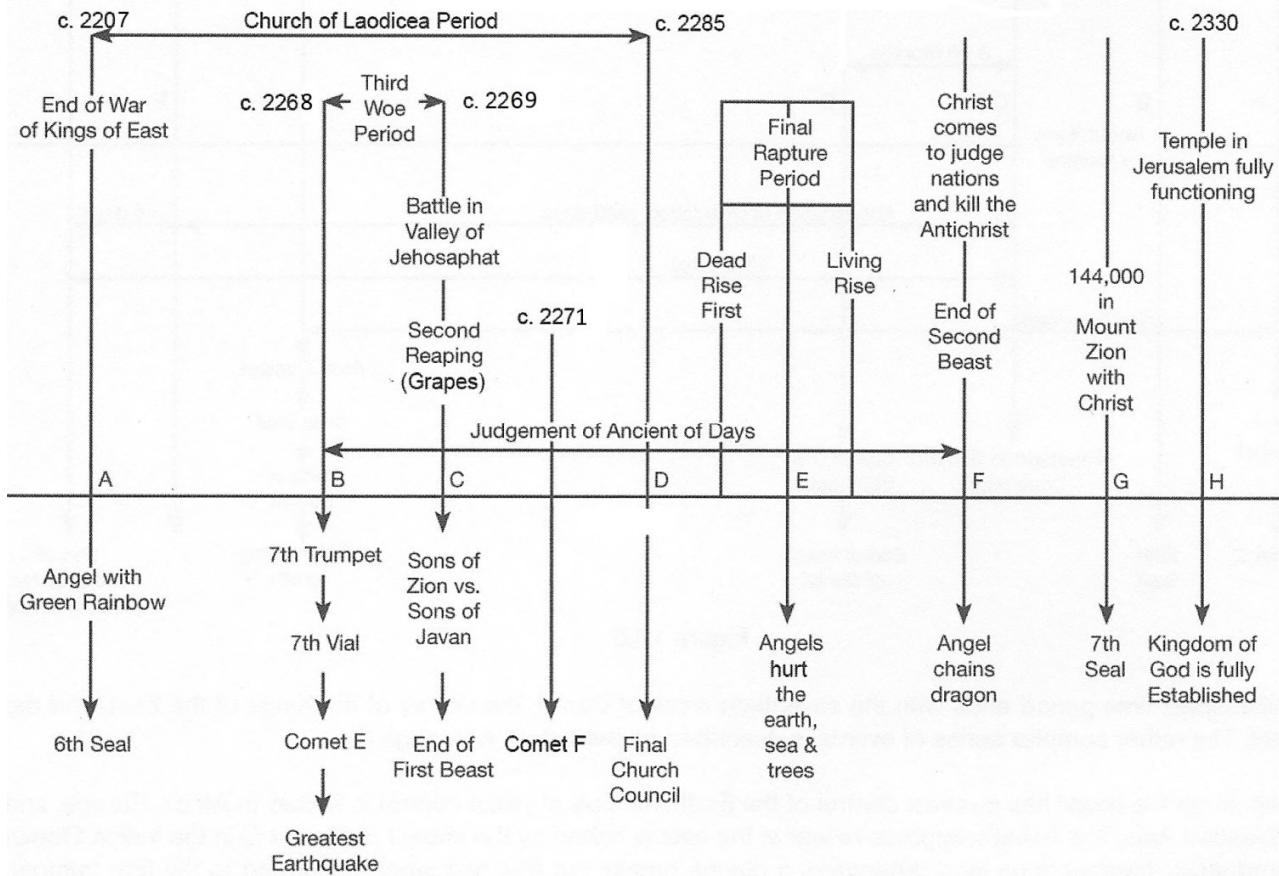 c. 2207
Church of Laodicea Period
c. 2285
c. 2330
End of War
of Kings of East
c. 2268
Third
Woe
Period
c. 2269
Battle in
Valley of
Jehosaphat
Second
Reaping
(Grapes)
c. 2271
Final
Rapture
Period
Dead
Rise
First
Living
Rise
Christ
comes
to judge
nations
and kill the
Antichrist
End of
Second
Beast
144,000
in
Mount
Zion
with
Christ
Temple in
Jerusalem fully
functioning
Judgement of Ancient of Days
A
B
C
D
E
F
G
H
Angel with
Green Rainbow
6th Seal
7th Trumpet
7th Vial
Comet E
Greatest
Earthquake
Sons of
Zion vs.
Sons of
Javan
End of
First Beast
Comet F
Final
Church
Council
Angels
hurt
the
earth,
sea &
trees
Angel
chains
dragon
7th
Seal
Kingdom of
God is fully
Established